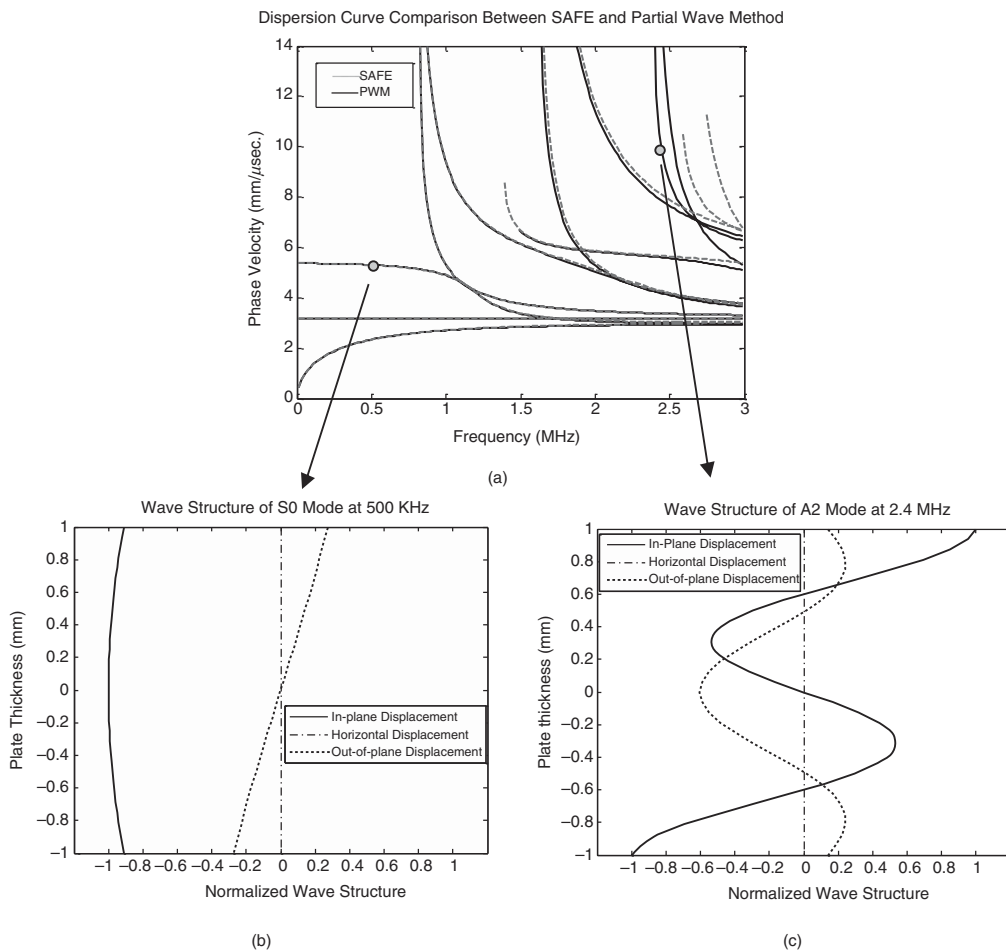 Dispersion Curve Comparison Between SAFE and Partial Wave Method
14
12
10
8
6
4
2
0
SAFE
PWM
Phase Velocity (mm/μsec.)
0 0.5 1 1.5 2 2.5 3
Frequency (MHz)
(a)
Wave Structure of S0 Mode at 500 KHz
1
0.8
0.6
0.4
0.2
0
−0.2
−0.4
−0.6
−0.8
−1
Plate Thickness (mm)
In-plane Displacement
Horizontal Displacement
Out-of-plane Displacement
−1 −0.8 −0.6 −0.4 −0.2 0 0.2 0.4 0.6 0.8 1
Normalized Wave Structure
(b)
Wave Structure of A2 Mode at 2.4 MHz
1
0.8
0.6
0.4
0.2
0
−0.2
−0.4
−0.6
−0.8
−1
Plate thickness (mm)
In-Plane Displacement
Horizontal Displacement
Out-of-plane Displacement
−1 −0.8 −0.6 −0.4 −0.2 0 0.2 0.4 0.6 0.8 1
Normalized Wave Structure
(c)